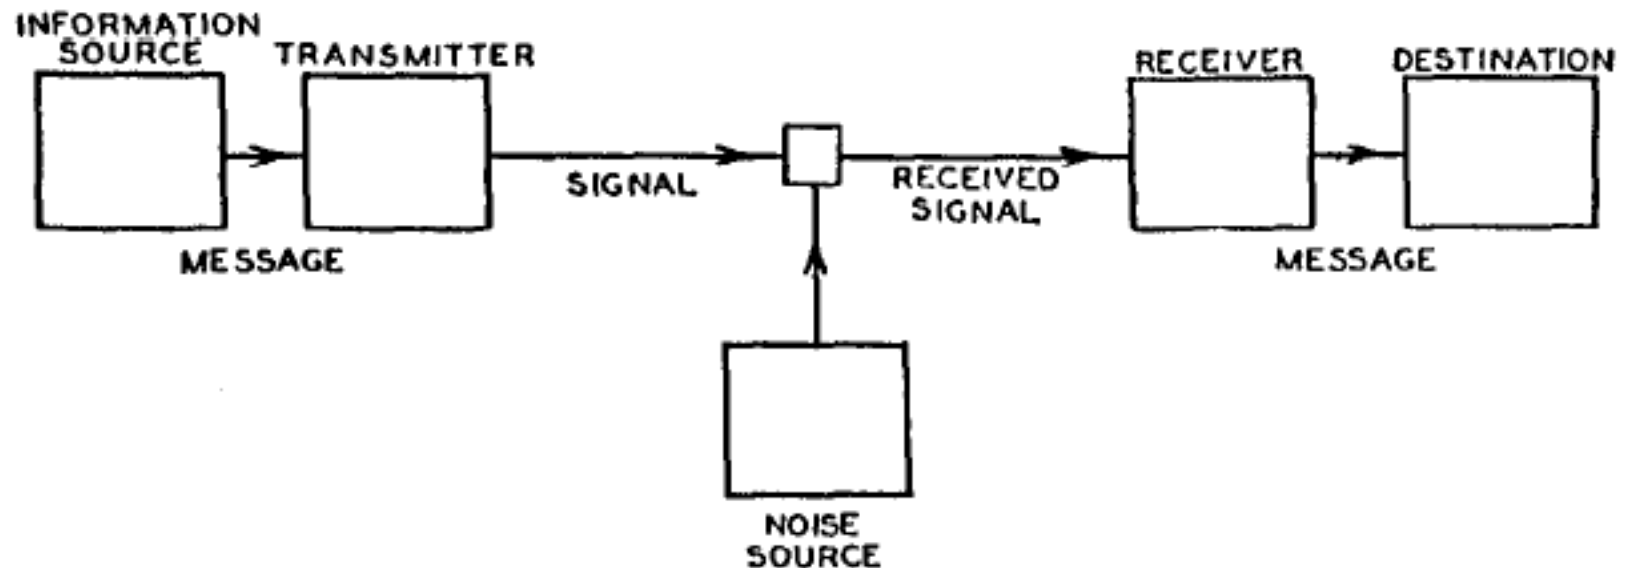 INFORMATION
SOURCE
TRANSMITTER
RECEIVER
DESTINATION
SIGNAL
RECEIVED
SIGNAL
MESSAGE
MESSAGE
NOISE
SOURCE